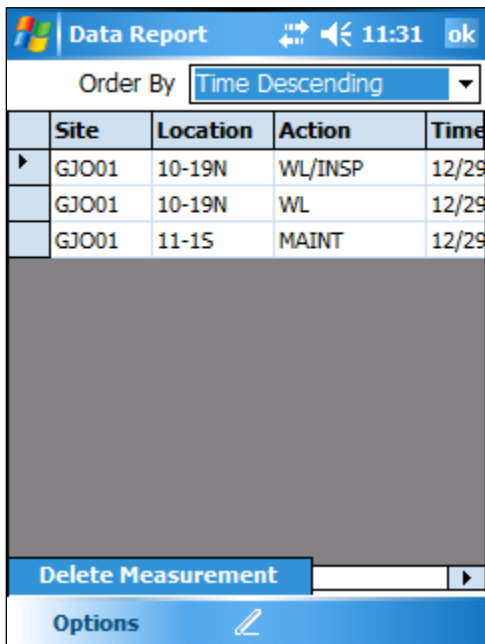 Data Report 11:31 ok
Order By Time Descending
Site Location Action Time
GJO01 10-19N WL/INSP 12/29
GJO01 10-19N WL 12/29
GJO01 11-1S MAINT 12/29
Delete Measurement
Options